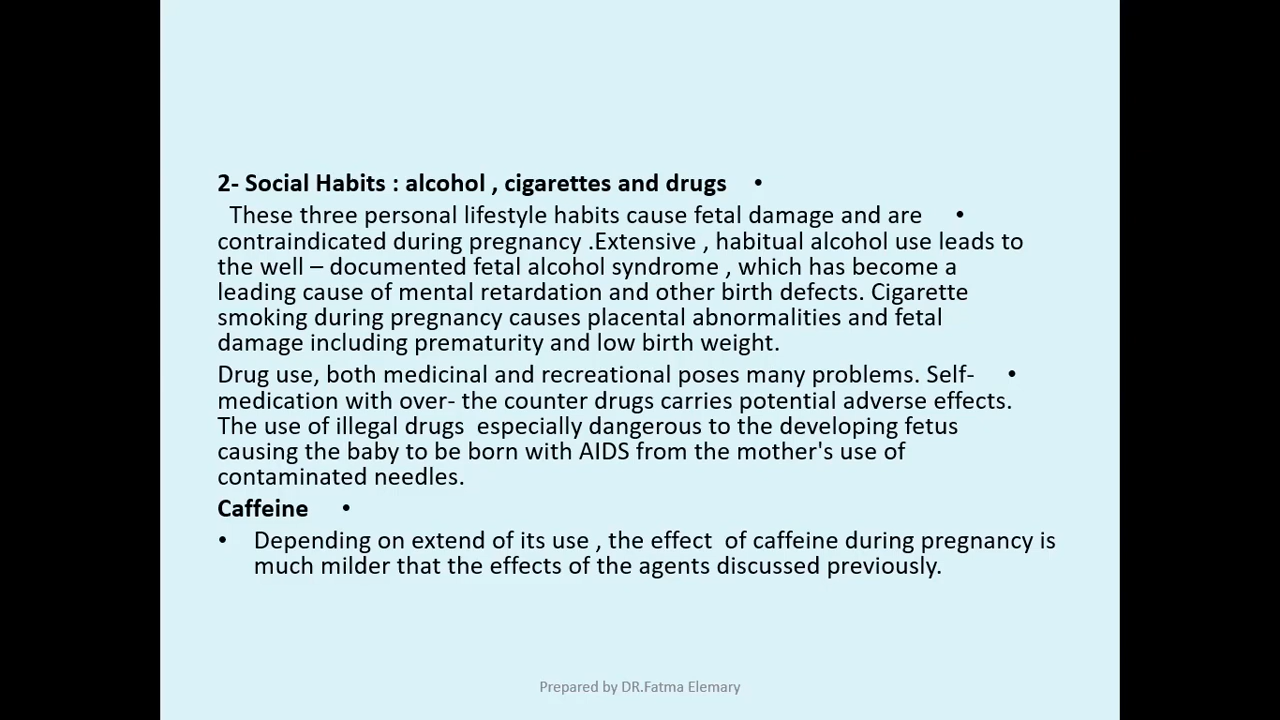 2- Social Habits : alcohol , cigarettes and drugs •
These three personal lifestyle habits cause fetal damage and are •
contraindicated during pregnancy .Extensive , habitual alcohol use leads to
the well – documented fetal alcohol syndrome , which has become a
leading cause of mental retardation and other birth defects. Cigarette
smoking during pregnancy causes placental abnormalities and fetal
damage including prematurity and low birth weight.
Drug use, both medicinal and recreational poses many problems. Self- •
medication with over- the counter drugs carries potential adverse effects.
The use of illegal drugs  especially dangerous to the developing fetus
causing the baby to be born with AIDS from the mother's use of
contaminated needles.
Caffeine •
• Depending on extend of its use , the effect  of caffeine during pregnancy is
much milder that the effects of the agents discussed previously.
Prepared by DR.Fatma Elemary